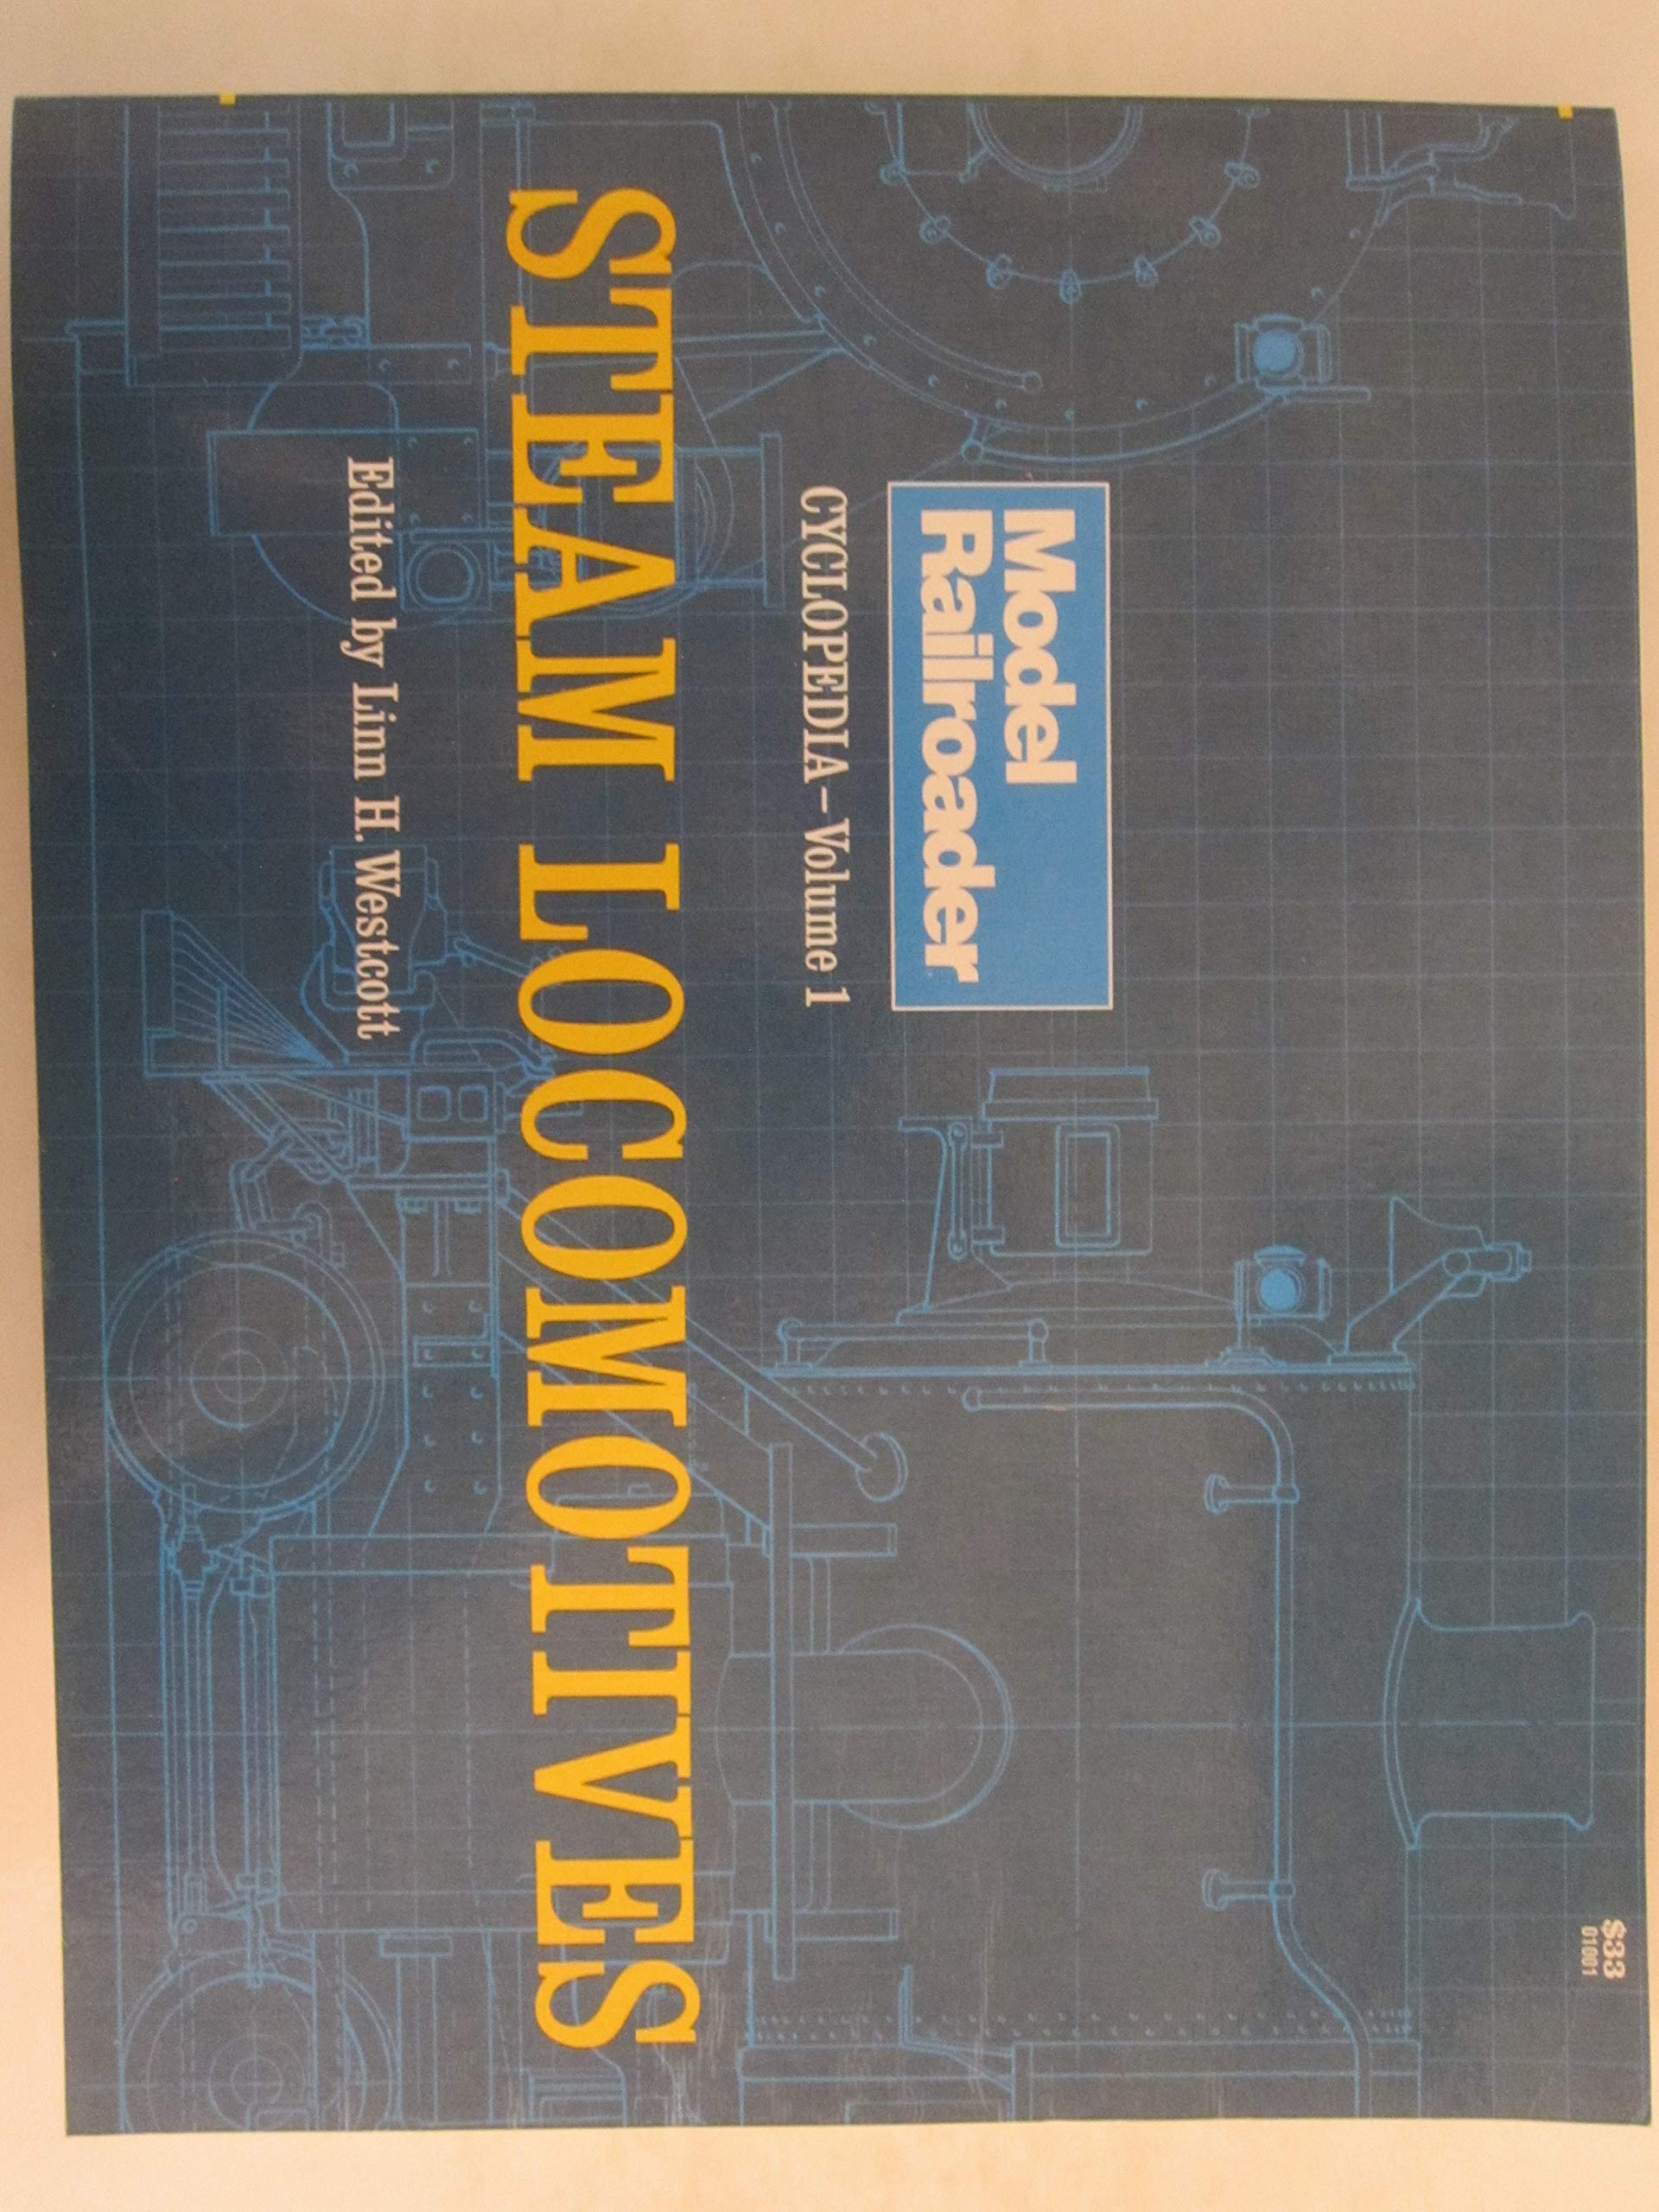 $33
01001
Model
Railroader
CYCLOPEDIA–Volume 1
STEAM LOCOMOTIVES
Edited by Linn H. Westcott